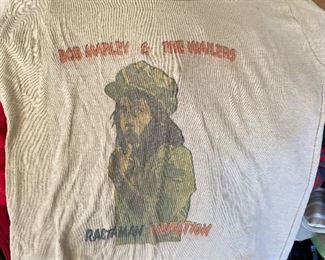 BOB MARLEY & THE WAILERS
RASTAMAN VIBRATION